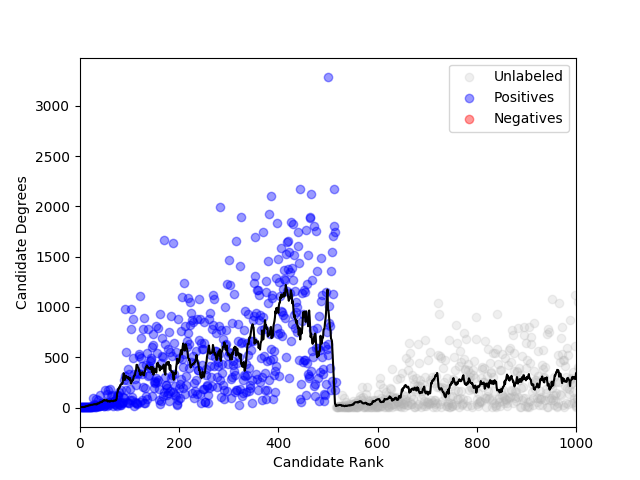 Unlabeled
Positives
Negatives
3000
2500
2000
1500
1000
500
0
Candidate Degrees
0 200 400 600 800 1000
Candidate Rank